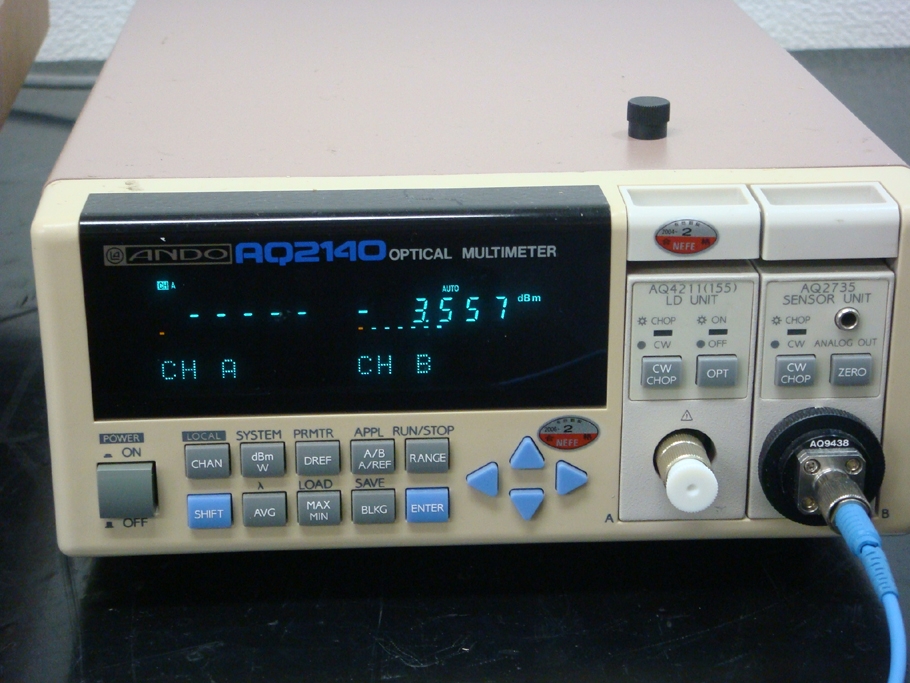 ANDO AQ2140 OPTICAL MULTIMETER
CH A
AUTO
- - - - -
- 3.557 dBm
CH A
CH B
POWER
ON
OFF
LOCAL
SYSTEM
PRMTR
APPL
RUN/STOP
CHAN
dBm
W
DREF
A/B
A/REF
RANGE
λ
LOAD
SAVE
SHIFT
AVG
MAX
MIN
BLKG
ENTER
2
NEFE
2
NEFE
AQ4211(155)
LD UNIT
CHOP
ON
CW
OFF
CW
CHOP
OPT
A
AQ2735
SENSOR UNIT
CHOP
CW
ANALOG OUT
CW
CHOP
ZERO
AQ9438
B